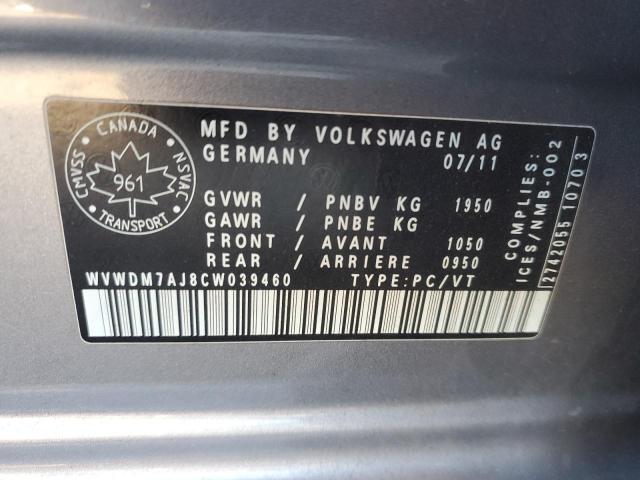 CANADA
CMVSS
NSVAC
961
TRANSPORT
MFD BY VOLKSWAGEN AG
GERMANY 07/11
GVWR / PNBV KG 1950
GAWR / PNBE KG
FRONT / AVANT 1050
REAR / ARRIERE 0950
WVWDM7AJ8CW039460 TYPE:PC/VT
COMPLIES:
ICES/NMB-002
2742055 10703